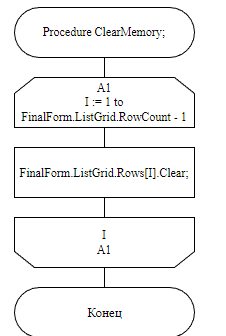 Procedure ClearMemory;
A1
I := 1 to
FinalForm.ListGrid.RowCount - 1
FinalForm.ListGrid.Rows[I].Clear;
I
A1
Конец